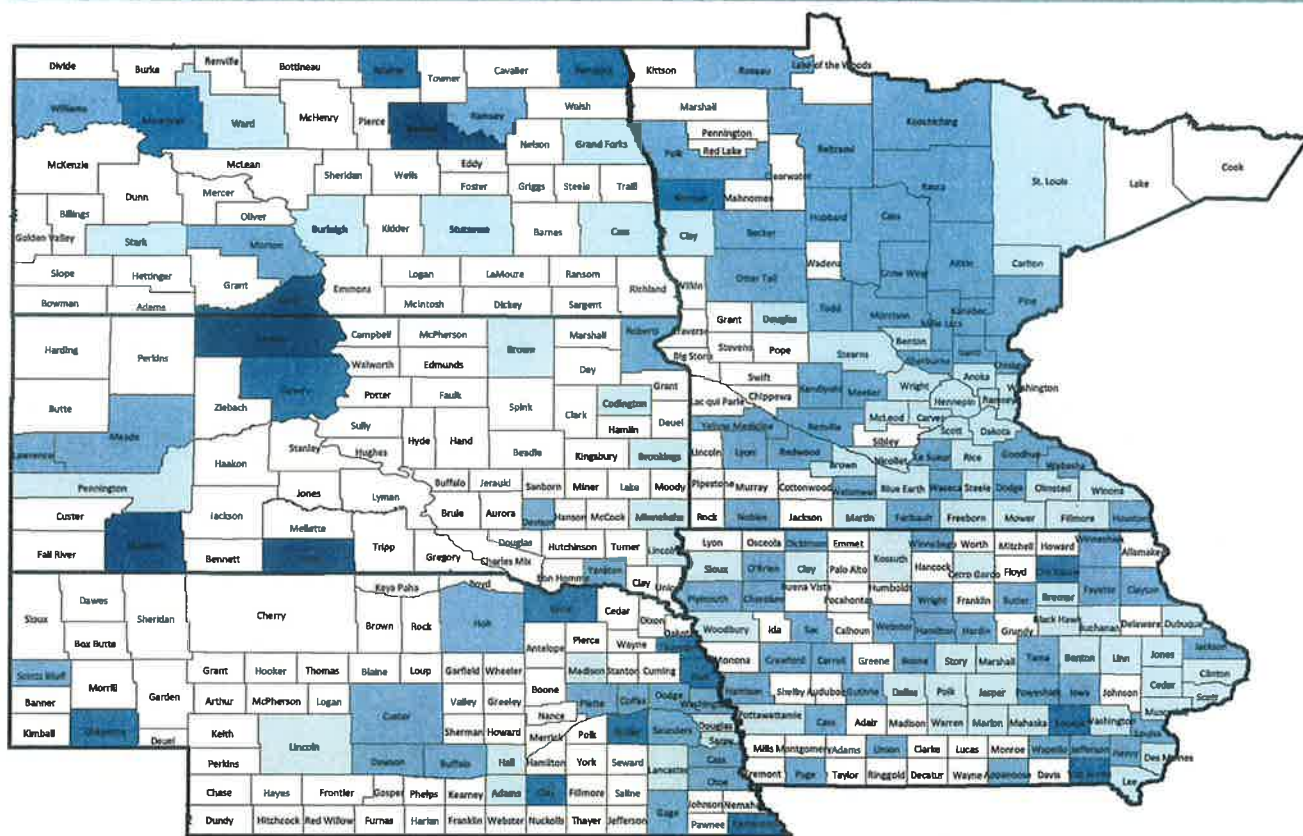 Divide
Burke
Renville
Bottineau
Rolette
Towner
Cavalier
Pembina
Kittson
Roseau
Lake of the Woods
Williams
Mountrail
Ward
McHenry
Pierce
Benson
Ramsey
Walsh
Marshall
Koochiching
Pennington
Red Lake
Polk
Beltrami
Clearwater
Nelson
Grand Forks
St. Louis
Lake
Cook
McKenzie
McLean
Sheridan
Wells
Eddy
Foster
Griggs
Steele
Traill
Norman
Mahnomen
Itasca
Dunn
Mercer
Oliver
Hubbard
Cass
Billings
Golden Valley
Stark
Morton
Burleigh
Kidder
Stutsman
Barnes
Cass
Clay
Becker
Wadena
Crow Wing
Aitkin
Carlton
Slope
Hettinger
Grant
Emmons
Logan
LaMoure
Ransom
Richland
Wilkin
Otter Tail
Bowman
Adams
McIntosh
Dickey
Sargent
Todd
Morrison
Mille Lacs
Kanabec
Pine
Harding
Perkins
Campbell
McPherson
Brown
Marshall
Roberts
Traverse
Grant
Douglas
Walworth
Edmunds
Day
Big Stone
Stevens
Pope
Stearns
Benton
Sherburne
Isanti
Chisago
Butte
Dewey
Ziebach
Potter
Faulk
Spink
Clark
Codington
Grant
Hamlin
Deuel
Swift
Lac qui Parle
Chippewa
Kandiyohi
Meeker
Wright
Anoka
Washington
Hennepin
Ramsey
Meade
Lawrence
Sully
Hughes
Hyde
Hand
Beadle
Kingsbury
Brookings
Yellow Medicine
Renville
McLeod
Carver
Scott
Dakota
Sibley
Haakon
Stanley
Lincoln
Lyon
Redwood
Brown
Nicollet
Le Sueur
Rice
Goodhue
Wabasha
Pennington
Jones
Lyman
Buffalo
Jerauld
Sanborn
Miner
Lake
Moody
Pipestone
Murray
Cottonwood
Watonwan
Blue Earth
Waseca
Steele
Dodge
Olmsted
Winona
Custer
Jackson
Mellette
Brule
Aurora
Davison
Hanson
McCook
Minnehaha
Rock
Nobles
Jackson
Martin
Faribault
Freeborn
Mower
Fillmore
Houston
Fall River
Bennett
Tripp
Gregory
Douglas
Charles Mix
Hutchinson
Turner
Lincoln
Bon Homme
Yankton
Clay
Union
Lyon
Osceola
Dickinson
Emmet
Kossuth
Winnebago
Worth
Mitchell
Howard
Winneshiek
Allamakee
Sioux
O'Brien
Clay
Palo Alto
Hancock
Cerro Gordo
Floyd
Chickasaw
Plymouth
Cherokee
Buena Vista
Pocahontas
Humboldt
Wright
Franklin
Butler
Bremer
Fayette
Clayton
Sioux
Dawes
Sheridan
Cherry
Keya Paha
Boyd
Brown
Rock
Holt
Knox
Cedar
Dixon
Dakota
Box Butte
Antelope
Pierce
Wayne
Thurston
Woodbury
Ida
Sac
Calhoun
Webster
Hamilton
Hardin
Grundy
Black Hawk
Buchanan
Delaware
Dubuque
Scotts Bluff
Morrill
Garden
Grant
Hooker
Thomas
Blaine
Loup
Garfield
Wheeler
Madison
Stanton
Cuming
Burt
Monona
Crawford
Carroll
Greene
Boone
Story
Marshall
Tama
Benton
Linn
Jones
Jackson
Banner
Arthur
McPherson
Logan
Custer
Valley
Greeley
Boone
Nance
Platte
Colfax
Dodge
Washington
Harrison
Shelby
Audubon
Guthrie
Dallas
Polk
Jasper
Poweshiek
Iowa
Johnson
Cedar
Clinton
Scott
Kimball
Cheyenne
Deuel
Keith
Lincoln
Sherman
Howard
Merrick
Polk
Butler
Saunders
Douglas
Sarpy
Pottawattamie
Cass
Adair
Madison
Warren
Marion
Mahaska
Keokuk
Washington
Louisa
Perkins
Dawson
Buffalo
Hall
Hamilton
York
Seward
Lancaster
Cass
Otoe
Mills
Montgomery
Adams
Union
Clarke
Lucas
Monroe
Wapello
Jefferson
Henry
Des Moines
Chase
Hayes
Frontier
Gosper
Phelps
Kearney
Adams
Clay
Fillmore
Saline
Gage
Johnson
Nemaha
Fremont
Page
Taylor
Ringgold
Decatur
Wayne
Appanoose
Davis
Van Buren
Lee
Dundy
Hitchcock
Red Willow
Furnas
Harlan
Franklin
Webster
Nuckolls
Thayer
Jefferson
Pawnee
Richardson